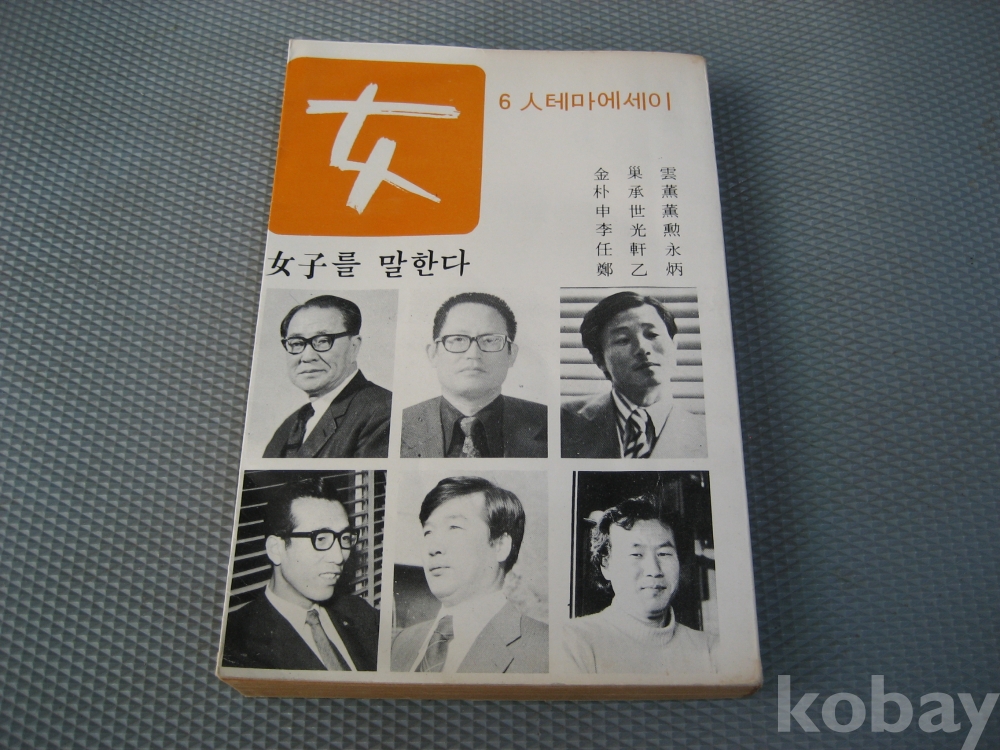 女
6 人테마에세이
金 巢 雲
朴 承 薰
申 世 薰
李 光 勳
任 軒 永
鄭 乙 炳
女子를 말한다
kobay